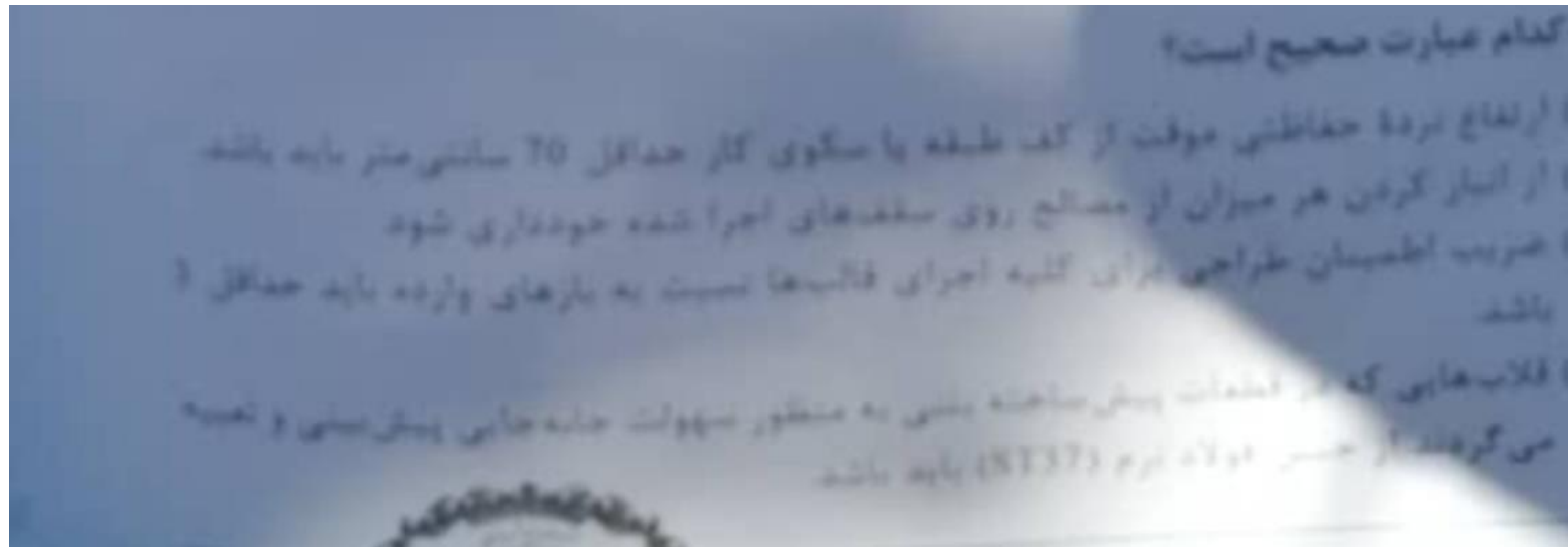 کدام عبارت صحیح است؟
ارتفاع نردهٔ حفاظتی موقت از کف طبقه یا سکوی کار حداقل 70 سانتی‌متر باید باشد.
از انبار کردن هر میزان از مصالح روی سقف‌های اجرا شده خودداری شود.
ضریب اطمینان طراحی برای کلیه اجزای قالب‌ها نسبت به بارهای وارده باید حداقل
باشد.
قلاب‌هایی که در قطعات پیش‌ساخته بتنی به منظور سهولت جابه‌جایی پیش‌بینی و تعبیه
می‌گردند از جنس فولاد نرم (ST37) باید باشد.